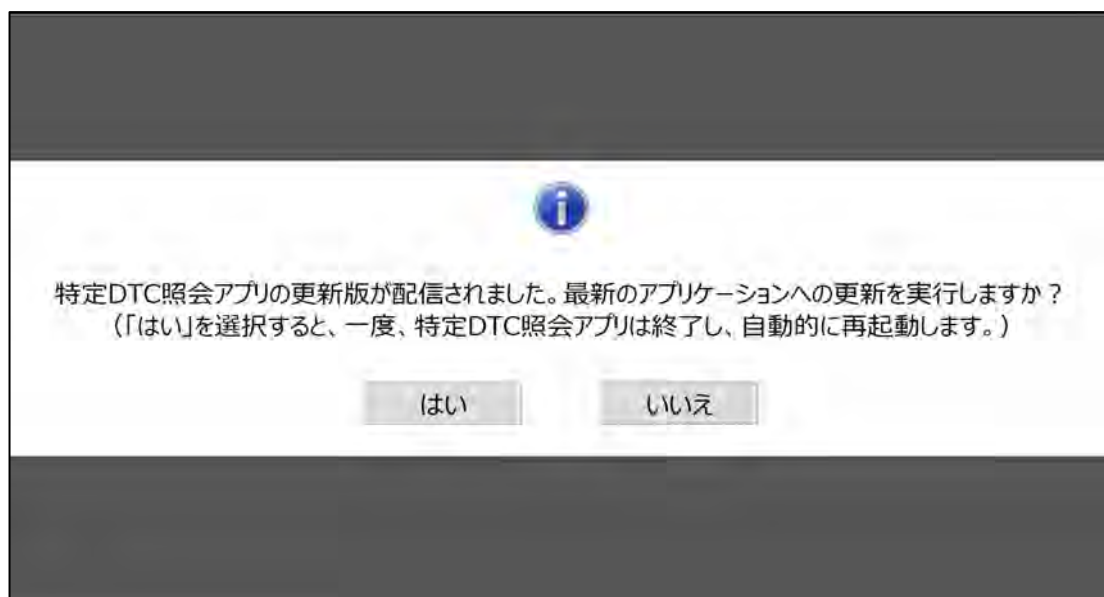 特定DTC照会アプリの更新版が配信されました。最新のアプリケーションへの更新を実行しますか？
（「はい」を選択すると、一度、特定DTC照会アプリは終了し、自動的に再起動します。）
はい
いいえ